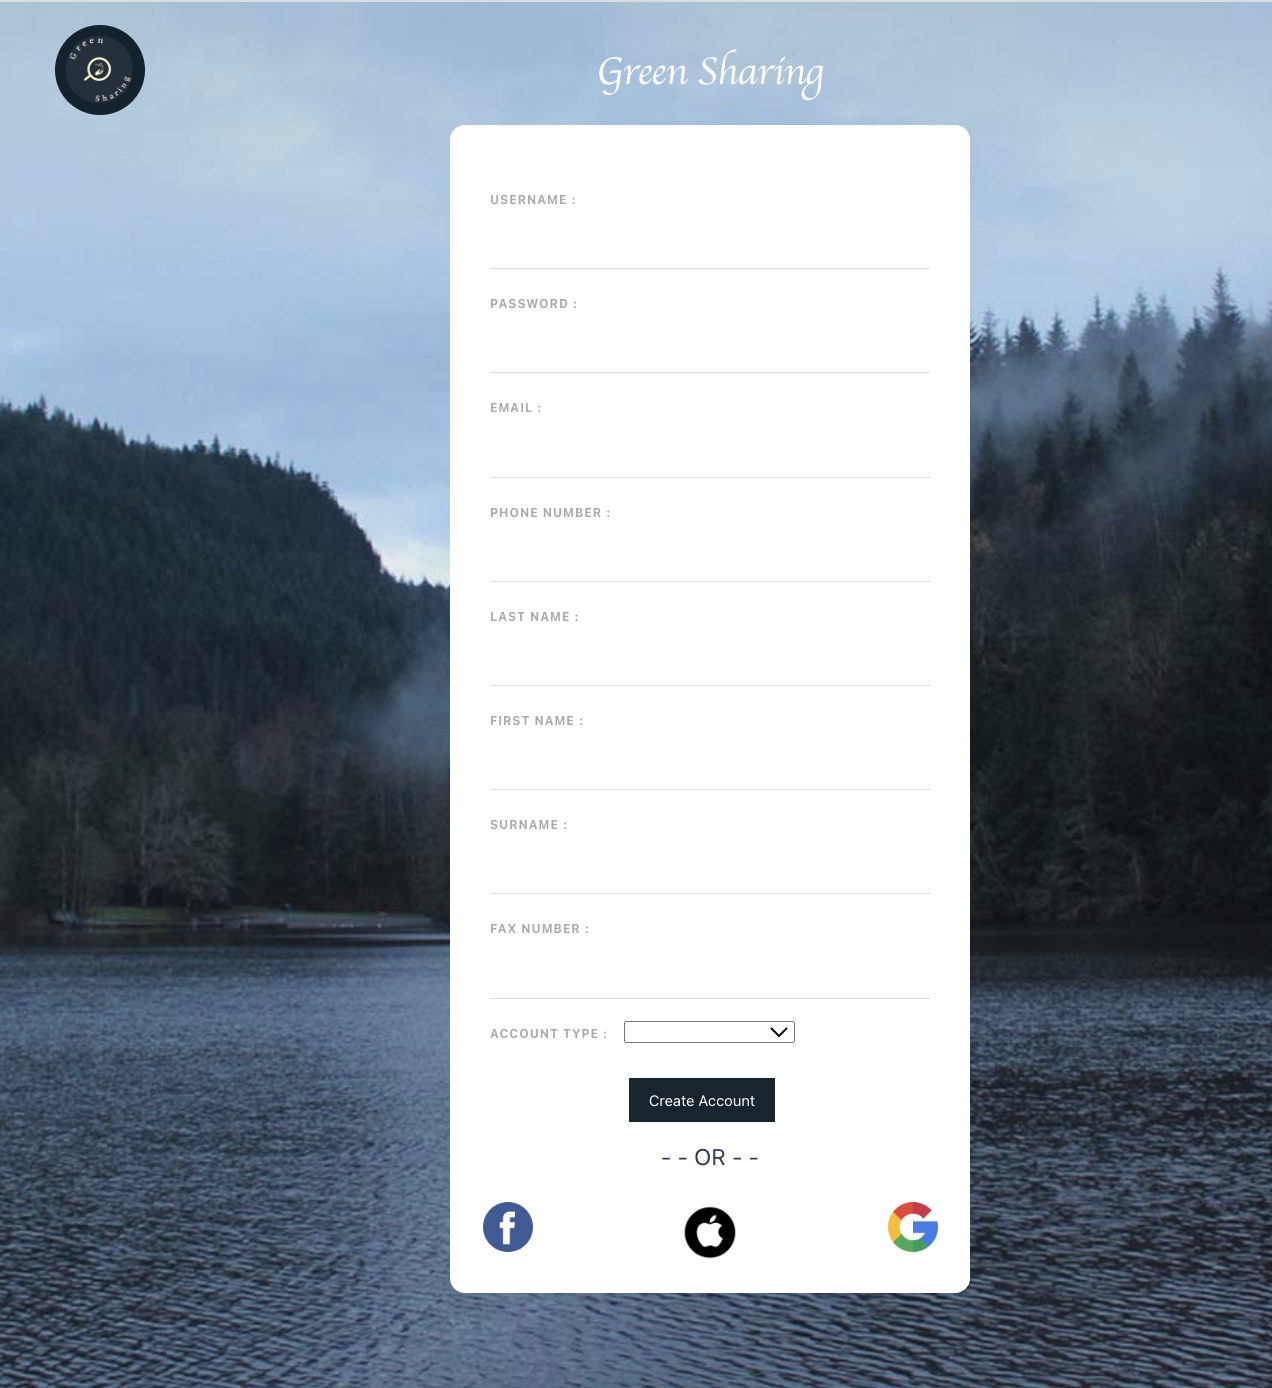 Green
Sharing
Green Sharing
USERNAME :
PASSWORD :
EMAIL :
PHONE NUMBER :
LAST NAME :
FIRST NAME :
SURNAME :
FAX NUMBER :
ACCOUNT TYPE :
Create Account
- - OR - -